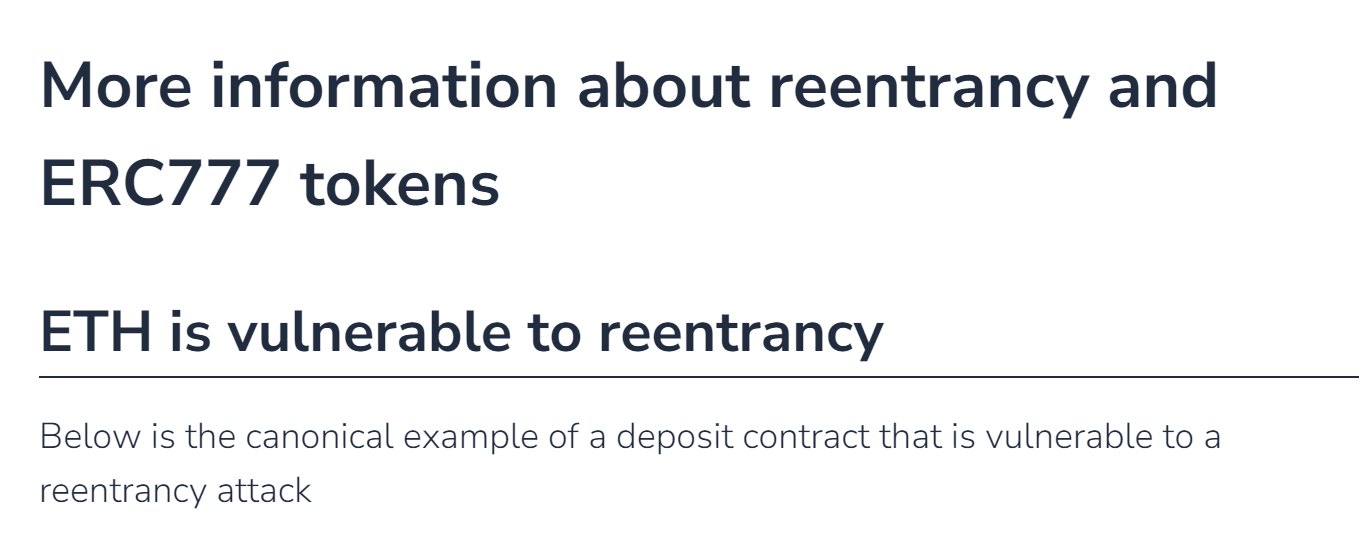 More information about reentrancy and
ERC777 tokens
ETH is vulnerable to reentrancy
Below is the canonical example of a deposit contract that is vulnerable to a
reentrancy attack